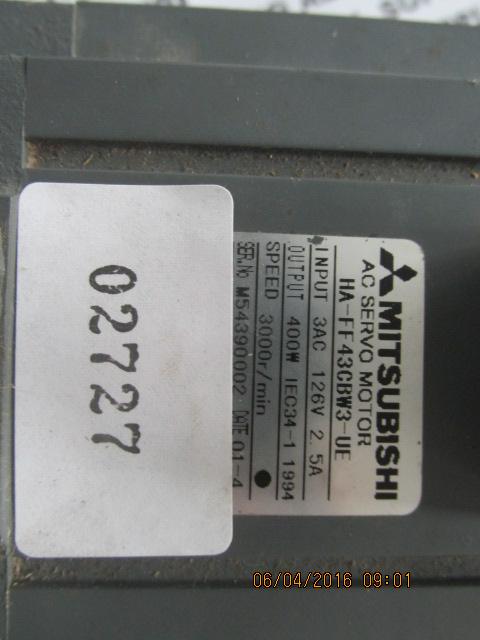 MITSUBISHI
AC SERVO MOTOR
HA-FF43CBW3-UE
INPUT 3AC 126V 2.5A
OUTPUT 400W IEC34-1 1994
SPEED 3000r/min
SER.No M54390002 DATE 01-4
02727
06/04/2016 09:01